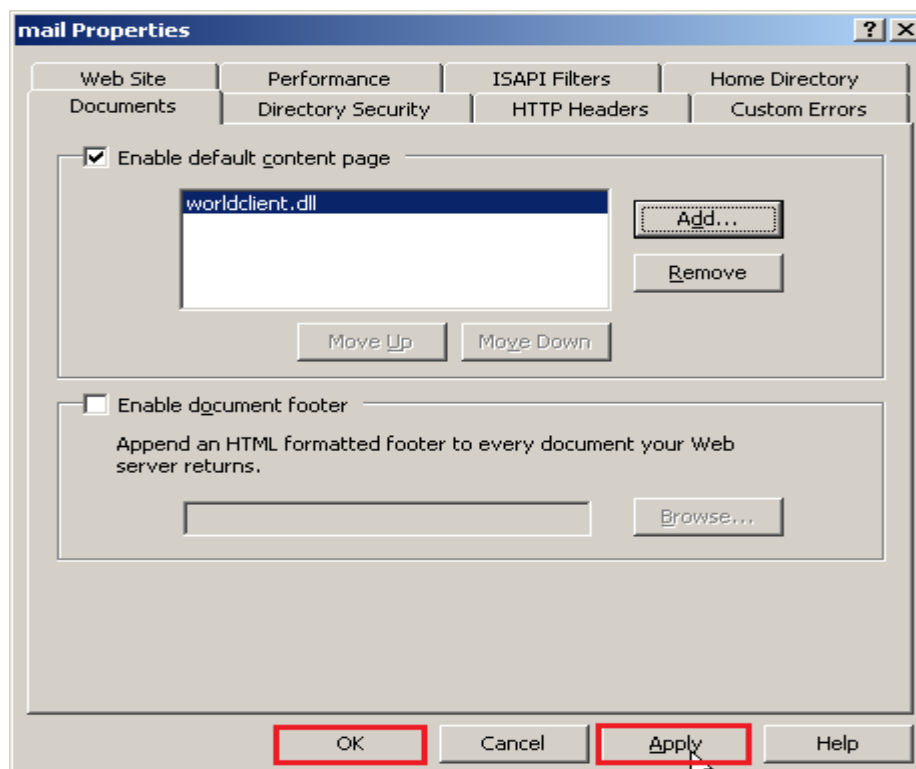 mail Properties
Web Site Performance ISAPI Filters Home Directory
Documents Directory Security HTTP Headers Custom Errors
Enable default content page
worldclient.dll
Add...
Remove
Move Up Move Down
Enable document footer
Append an HTML formatted footer to every document your Web
server returns.
Browse...
OK Cancel Apply Help